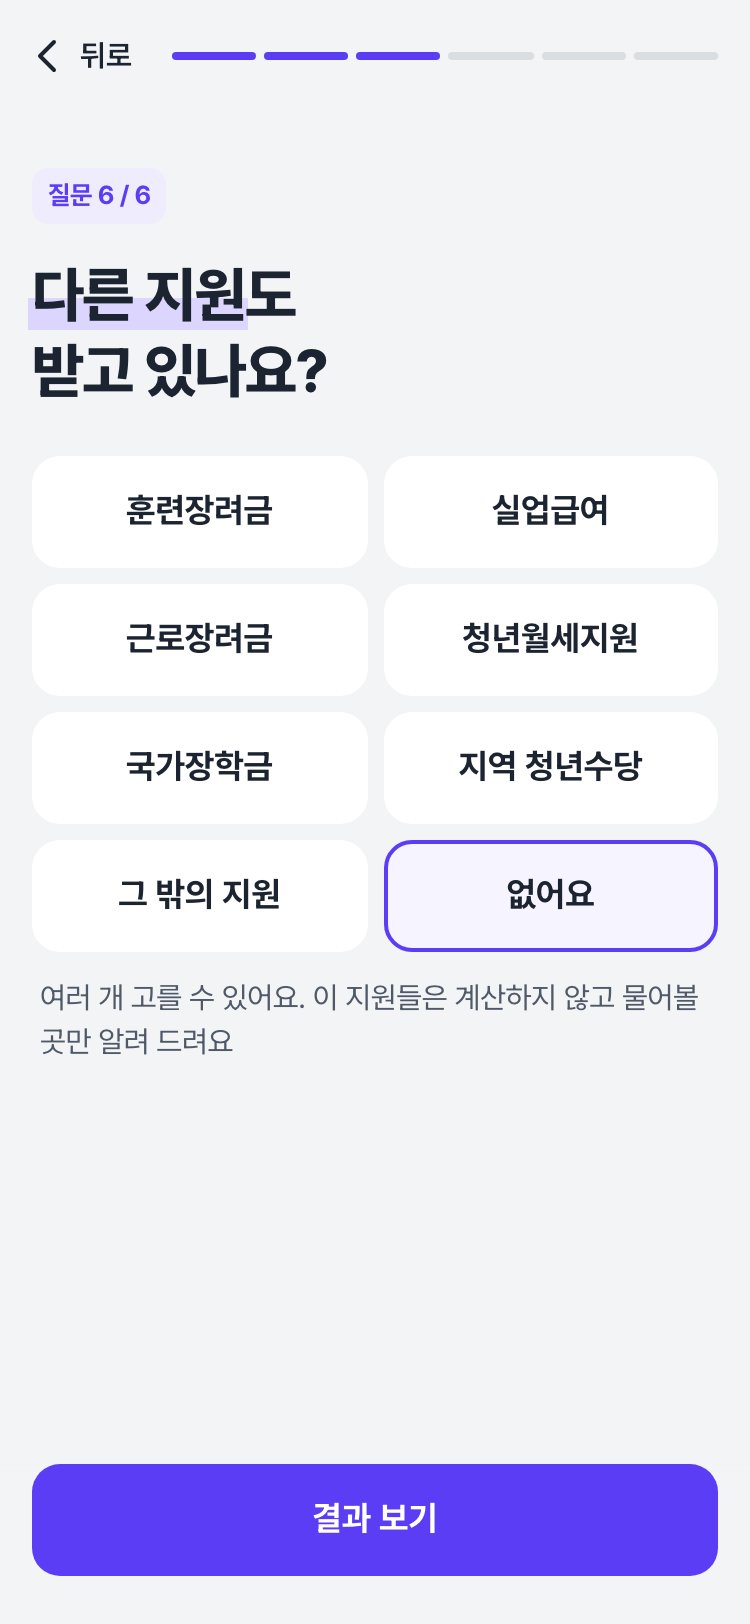 뒤로
질문 6 / 6
다른 지원도
받고 있나요?
훈련장려금
실업급여
근로장려금
청년월세지원
국가장학금
지역 청년수당
그 밖의 지원
없어요
여러 개 고를 수 있어요. 이 지원들은 계산하지 않고 물어볼
곳만 알려 드려요
결과 보기